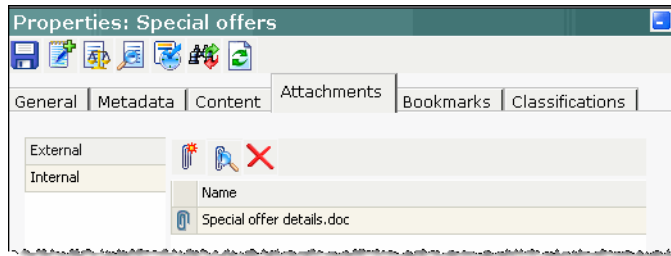 Properties: Special offers
General Metadata Content Attachments Bookmarks Classifications
External
Internal
Name
Special offer details.doc